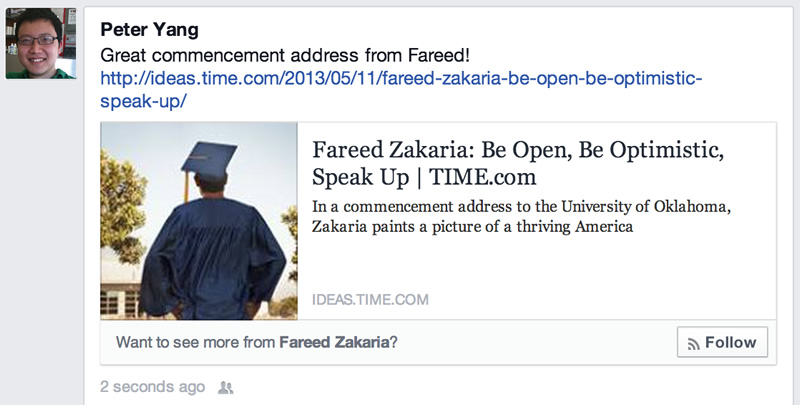 Peter Yang
Great commencement address from Fareed!
http://ideas.time.com/2013/05/11/fareed-zakaria-be-open-be-optimistic-
speak-up/
Fareed Zakaria: Be Open, Be Optimistic,
Speak Up | TIME.com
In a commencement address to the University of Oklahoma,
Zakaria paints a picture of a thriving America
IDEAS.TIME.COM
Want to see more from Fareed Zakaria?
Follow
2 seconds ago